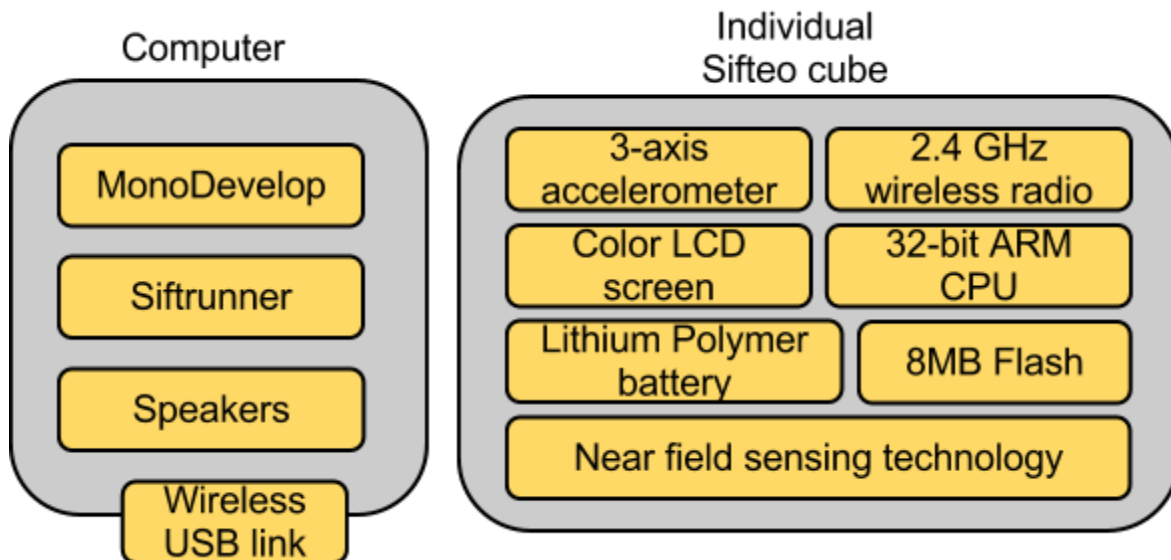 Computer
MonoDevelop
Siftrunner
Speakers
Wireless
USB link
Individual
Sifteo cube
3-axis
accelerometer
2.4 GHz
wireless radio
Color LCD
screen
32-bit ARM
CPU
Lithium Polymer
battery
8MB Flash
Near field sensing technology